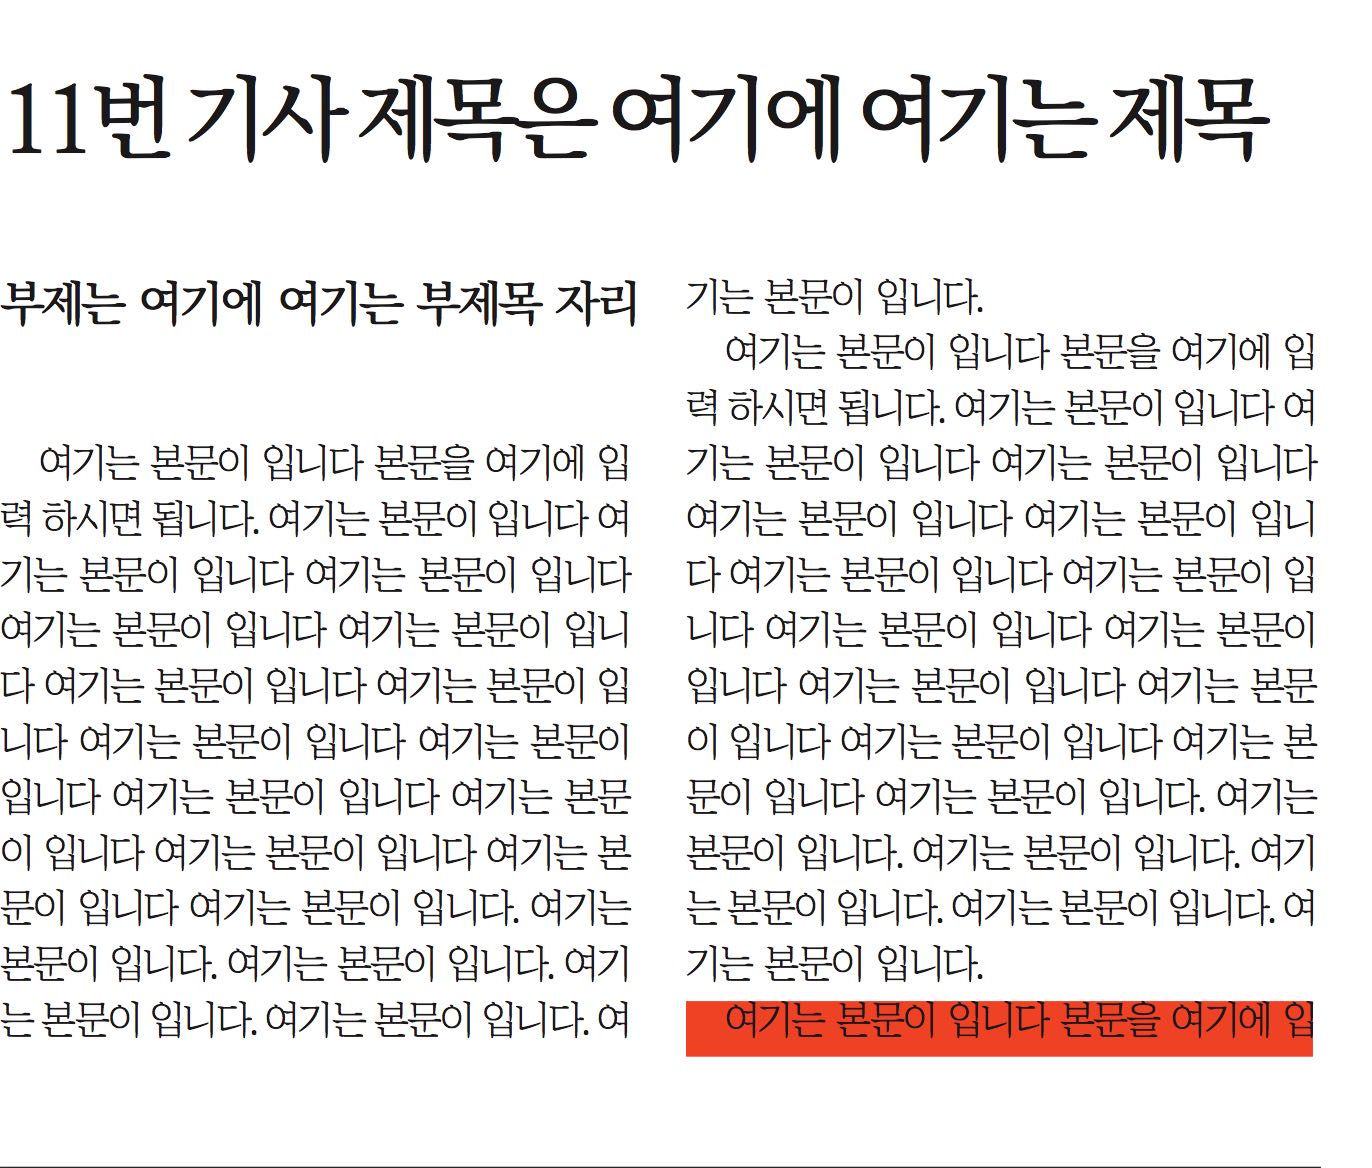 11번 기사 제목은 여기에 여기는 제목
부제는 여기에 여기는 부제목 자리
여기는 본문이 입니다 본문을 여기에 입
력 하시면 됩니다. 여기는 본문이 입니다 여
기는 본문이 입니다 여기는 본문이 입니다
여기는 본문이 입니다 여기는 본문이 입니
다 여기는 본문이 입니다 여기는 본문이 입
니다 여기는 본문이 입니다 여기는 본문이
입니다 여기는 본문이 입니다 여기는 본문
이 입니다 여기는 본문이 입니다 여기는 본
문이 입니다 여기는 본문이 입니다. 여기는
본문이 입니다. 여기는 본문이 입니다. 여기
는 본문이 입니다. 여기는 본문이 입니다. 여
기는 본문이 입니다.
여기는 본문이 입니다 본문을 여기에 입
력 하시면 됩니다. 여기는 본문이 입니다 여
기는 본문이 입니다 여기는 본문이 입니다
여기는 본문이 입니다 여기는 본문이 입니
다 여기는 본문이 입니다 여기는 본문이 입
니다 여기는 본문이 입니다 여기는 본문이
입니다 여기는 본문이 입니다 여기는 본문
이 입니다 여기는 본문이 입니다 여기는 본
문이 입니다 여기는 본문이 입니다. 여기는
본문이 입니다. 여기는 본문이 입니다. 여기
는 본문이 입니다. 여기는 본문이 입니다. 여
기는 본문이 입니다.
여기는 본문이 입니다 본문을 여기에 입